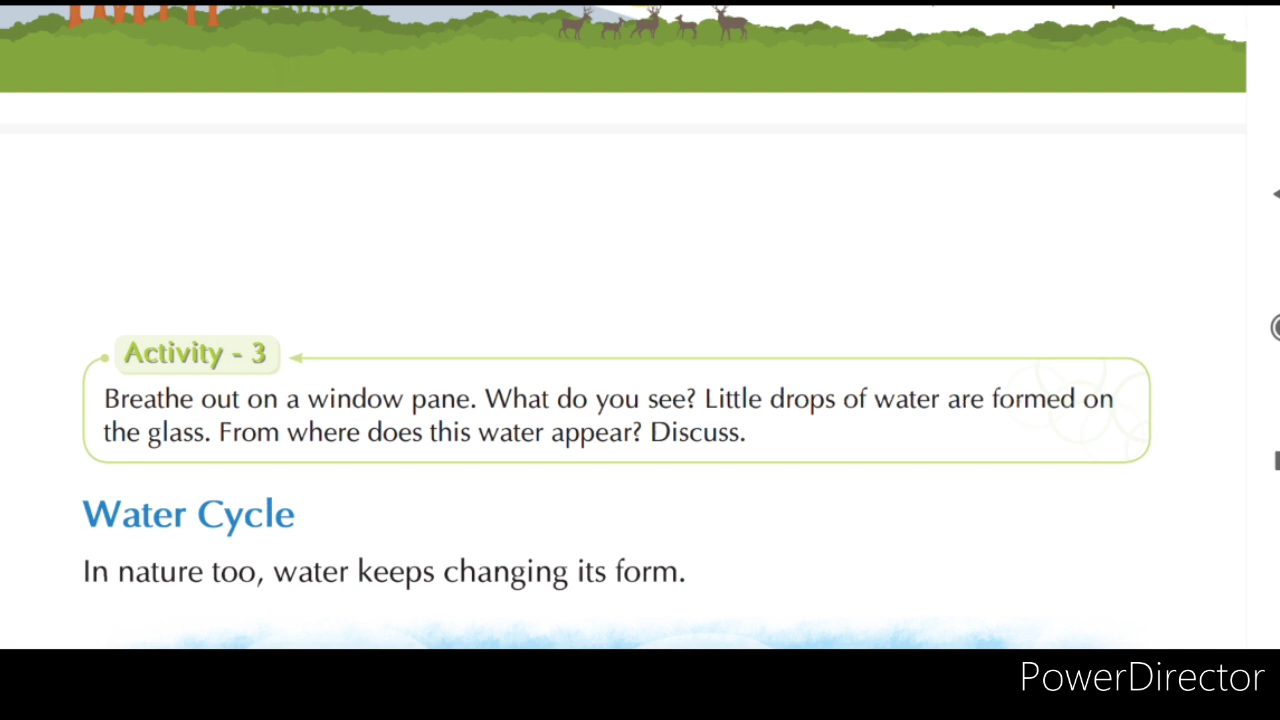 Activity - 3
Breathe out on a window pane. What do you see? Little drops of water are formed on
the glass. From where does this water appear? Discuss.
Water Cycle
In nature too, water keeps changing its form.
PowerDirector